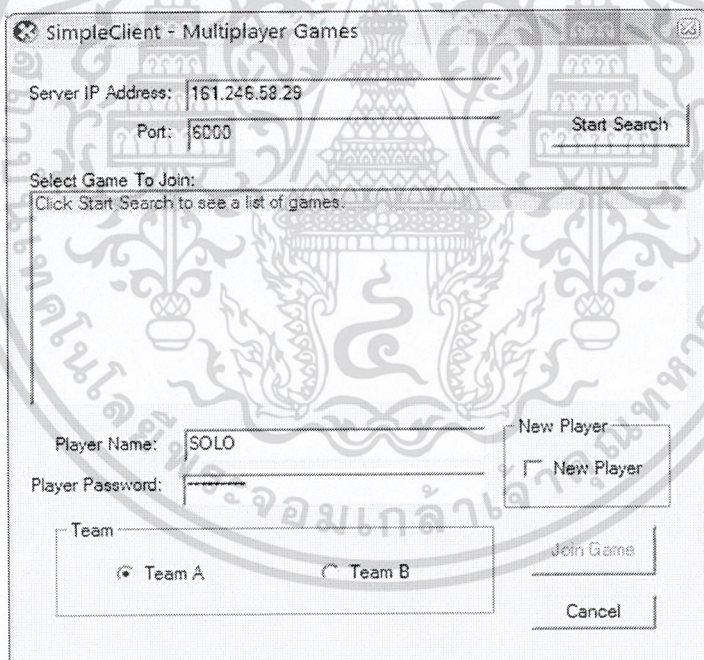 SimpleClient - Multiplayer Games
Server IP Address: 161.246.58.29
Port: 6000
Start Search
Select Game To Join:
Click Start Search to see a list of games.
Player Name: SOLO
New Player
New Player
Player Password: **********
Team
Team A
Team B
Join Game
Cancel